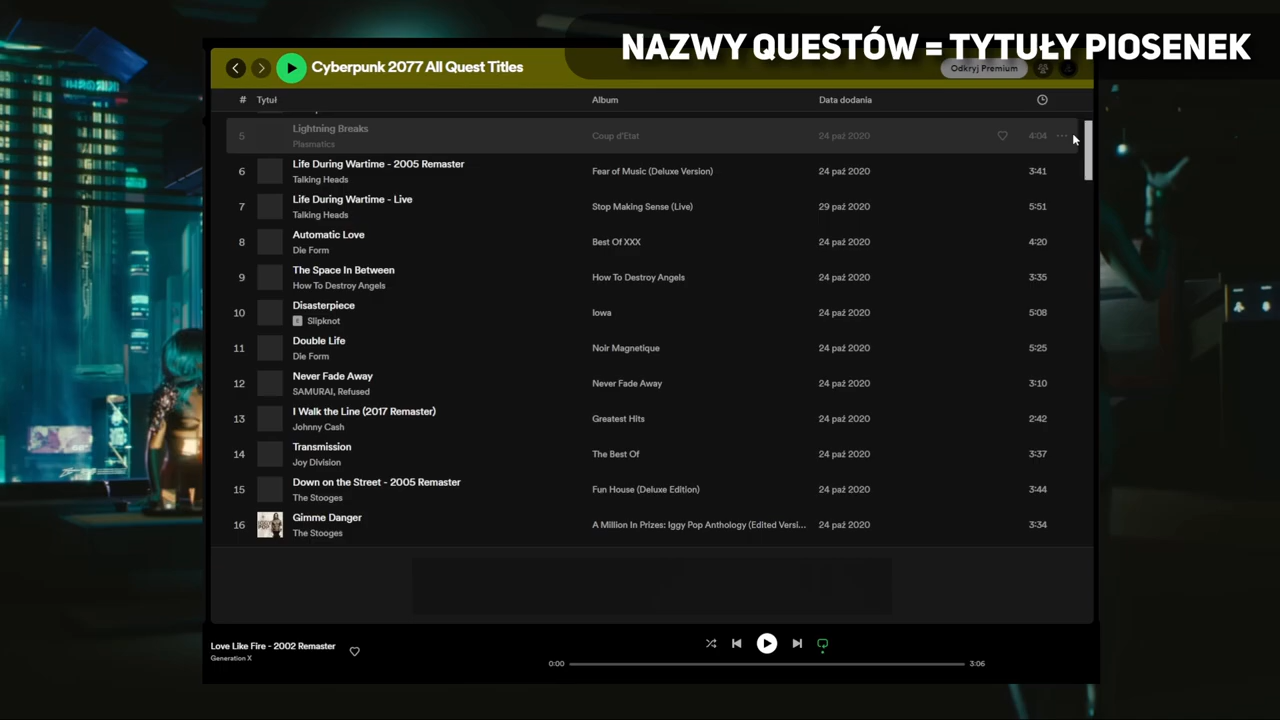 NAZWY QUESTÓW = TYTUŁY PIOSENEK
Cyberpunk 2077 All Quest Titles
Odkryj Premium
# Tytuł Album Data dodania
5 Lightning Breaks Coup d'Etat 24 paź 2020 4:04
Plasmatics
6 Life During Wartime - 2005 Remaster Fear of Music (Deluxe Version) 24 paź 2020 3:41
Talking Heads
7 Life During Wartime - Live Stop Making Sense (Live) 29 paź 2020 5:51
Talking Heads
8 Automatic Love Best Of XXX 24 paź 2020 4:20
Die Form
9 The Space In Between How To Destroy Angels 24 paź 2020 3:35
How To Destroy Angels
10 Disasterpiece Iowa 24 paź 2020 5:08
E Slipknot
11 Double Life Noir Magnetique 24 paź 2020 5:25
Die Form
12 Never Fade Away Never Fade Away 24 paź 2020 3:10
SAMURAI, Refused
13 I Walk the Line (2017 Remaster) Greatest Hits 24 paź 2020 2:42
Johnny Cash
14 Transmission The Best Of 24 paź 2020 3:37
Joy Division
15 Down on the Street - 2005 Remaster Fun House (Deluxe Edition) 24 paź 2020 3:44
The Stooges
16 Gimme Danger A Million In Prizes: Iggy Pop Anthology (Edited Versi... 24 paź 2020 3:34
The Stooges
Love Like Fire - 2002 Remaster
Generation X
0:00 3:06